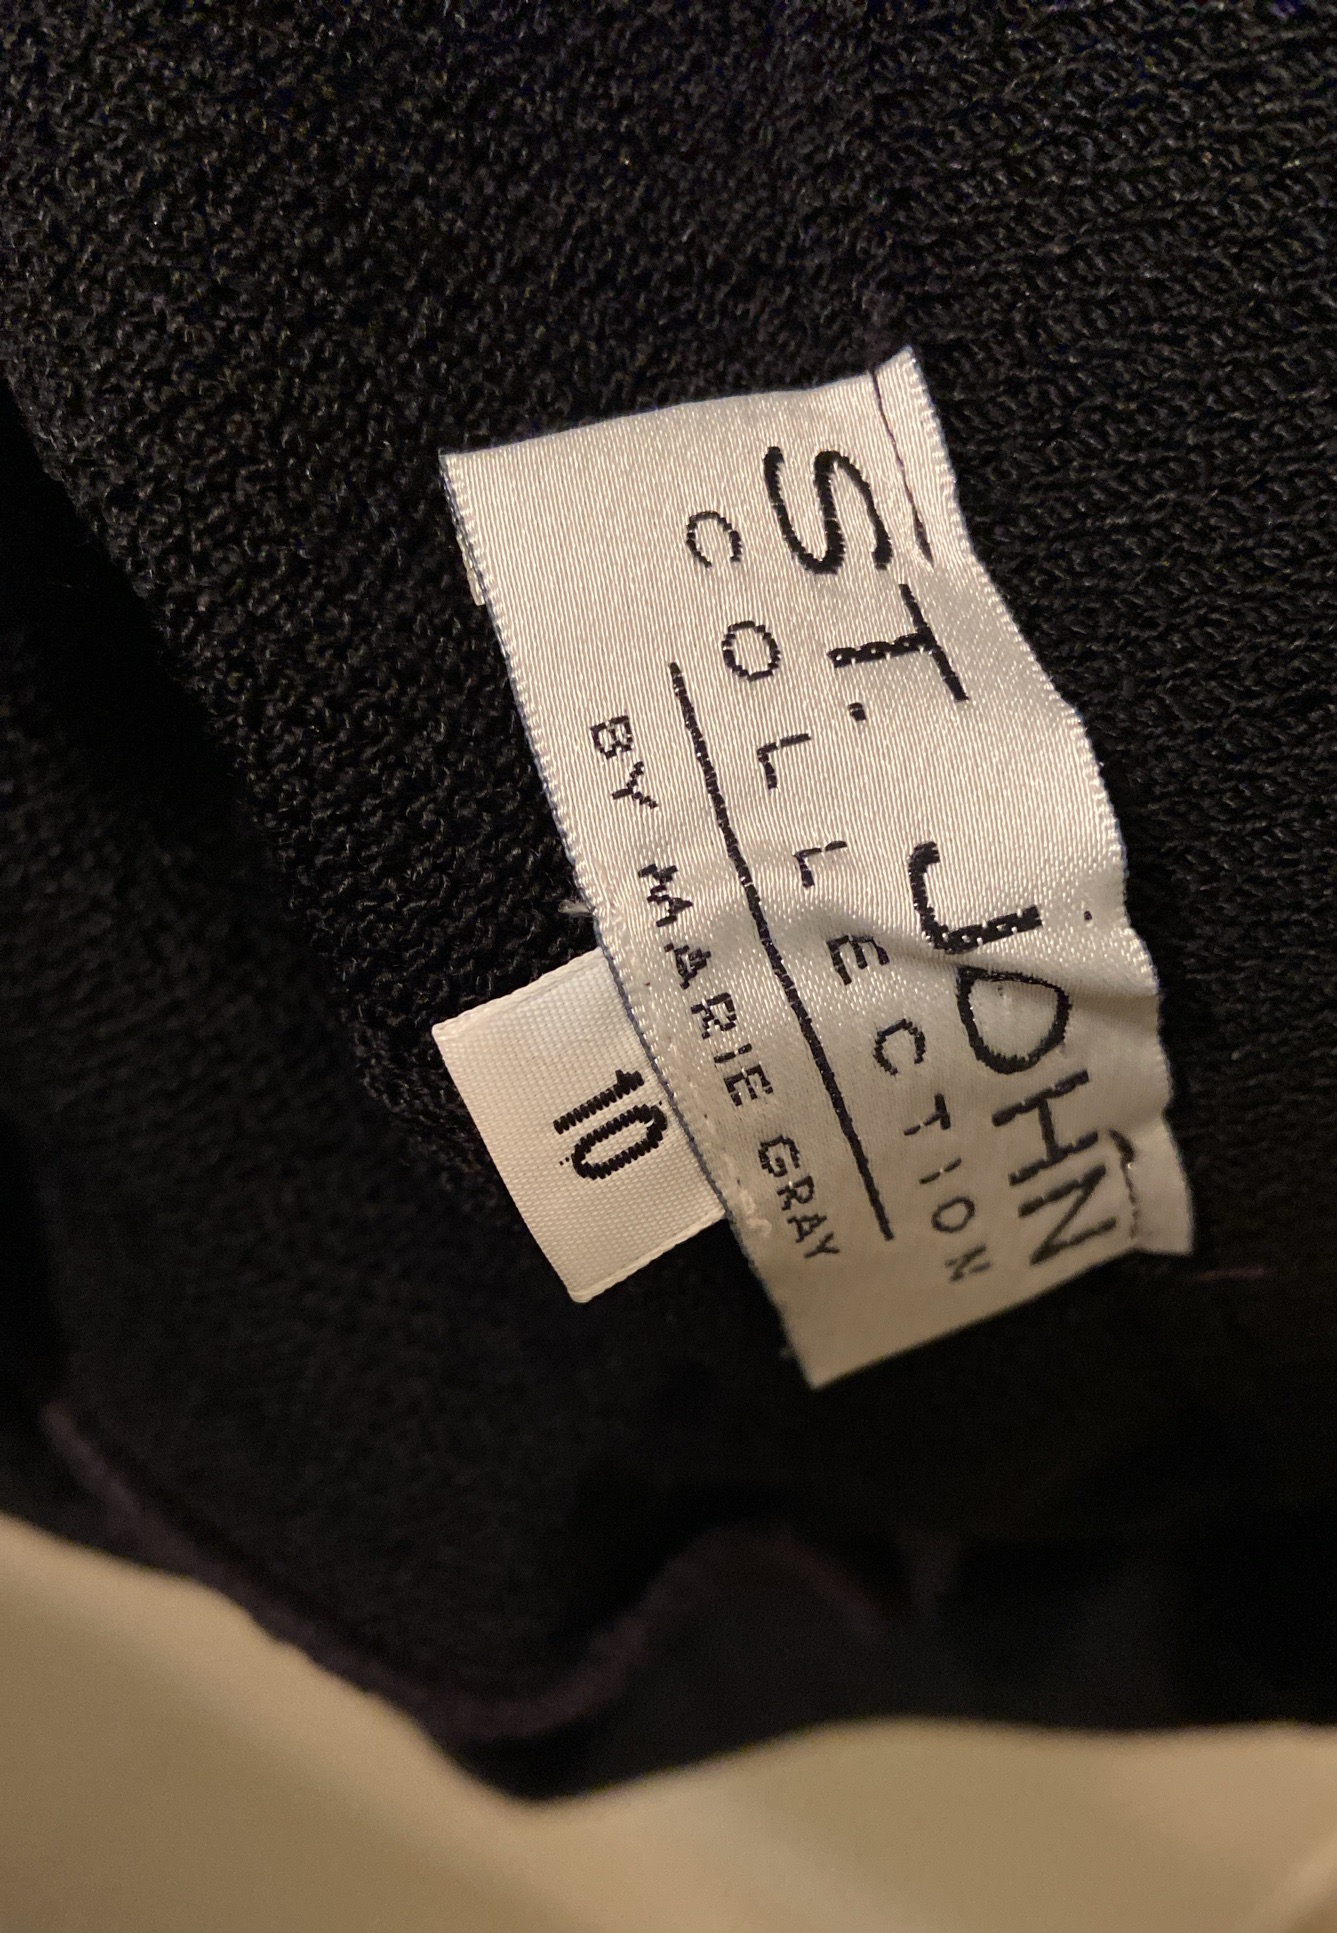 ST. JOHN
COLLECTION
BY MARIE GRAY
10